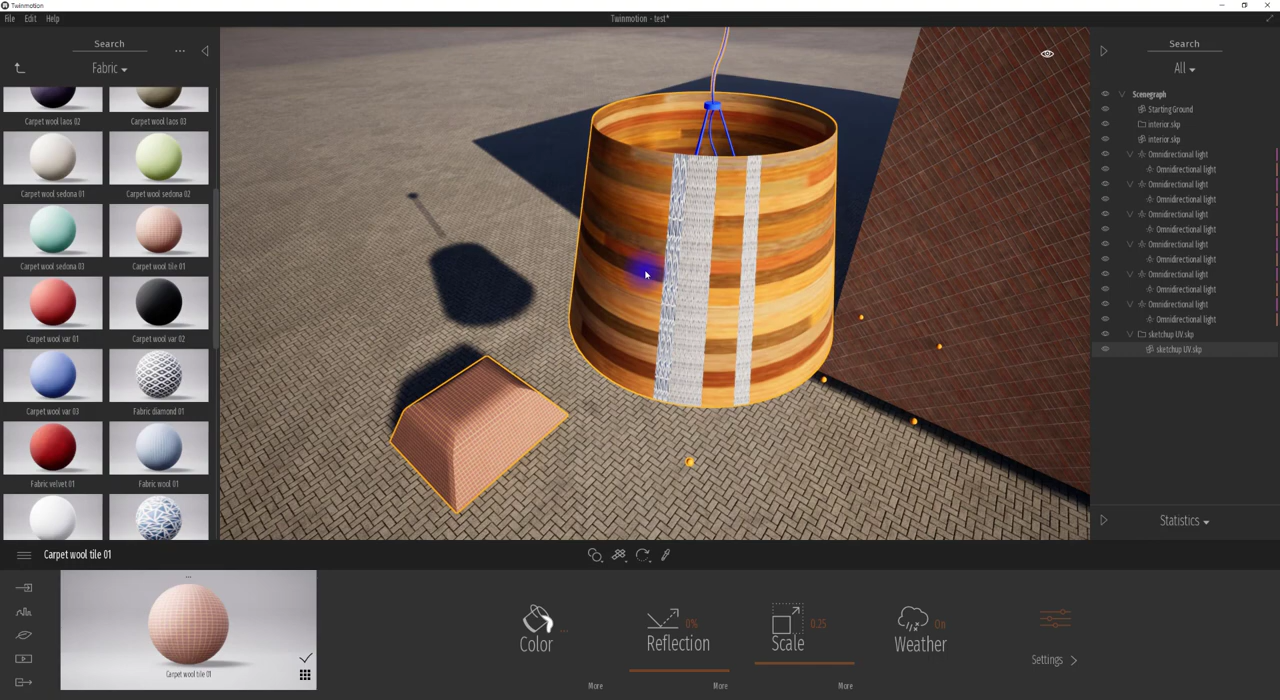 Twinmotion
File Edit Help
Twinmotion - test*
Search
...
Fabric
Carpet wool laos 02
Carpet wool laos 03
Carpet wool sedona 01
Carpet wool sedona 02
Carpet wool sedona 03
Carpet wool tile 01
Carpet wool var 01
Carpet wool var 02
Carpet wool var 03
Fabric diamond 01
Fabric velvet 01
Fabric wool 01
Search
All
Scenegraph
Starting Ground
interior.skp
interior.skp
Omnidirectional light
Omnidirectional light
Omnidirectional light
Omnidirectional light
Omnidirectional light
Omnidirectional light
Omnidirectional light
Omnidirectional light
Omnidirectional light
Omnidirectional light
Omnidirectional light
Omnidirectional light
sketchup UV.skp
sketchup UV.skp
Statistics
Carpet wool tile 01
...
Carpet wool tile 01
Color ...
More
0%
Reflection
More
0.25
Scale
More
On
Weather
Settings